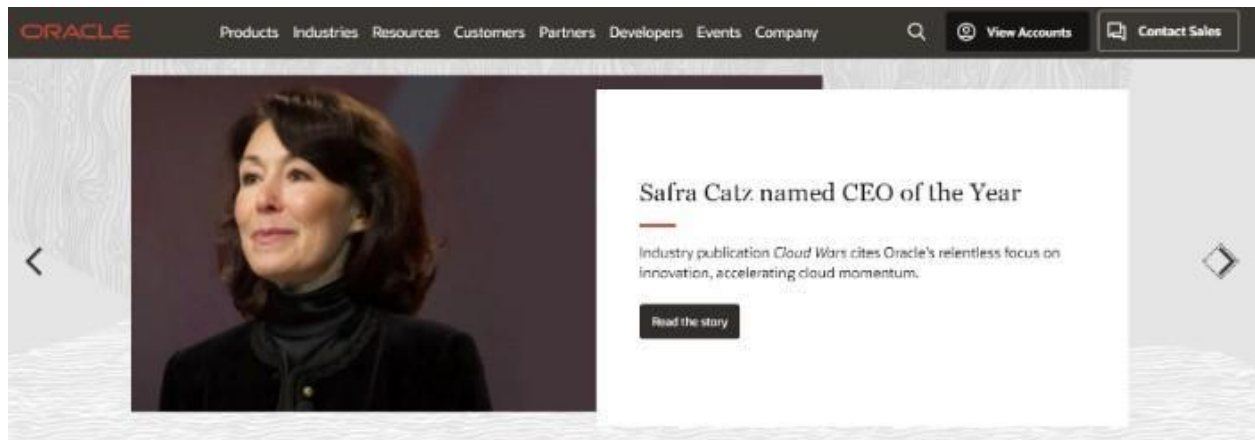 ORACLE
Products Industries Resources Customers Partners Developers Events Company
View Accounts
Contact Sales
Safra Catz named CEO of the Year
Industry publication Cloud Wars cites Oracle's relentless focus on
innovation, accelerating cloud momentum.
Read the story